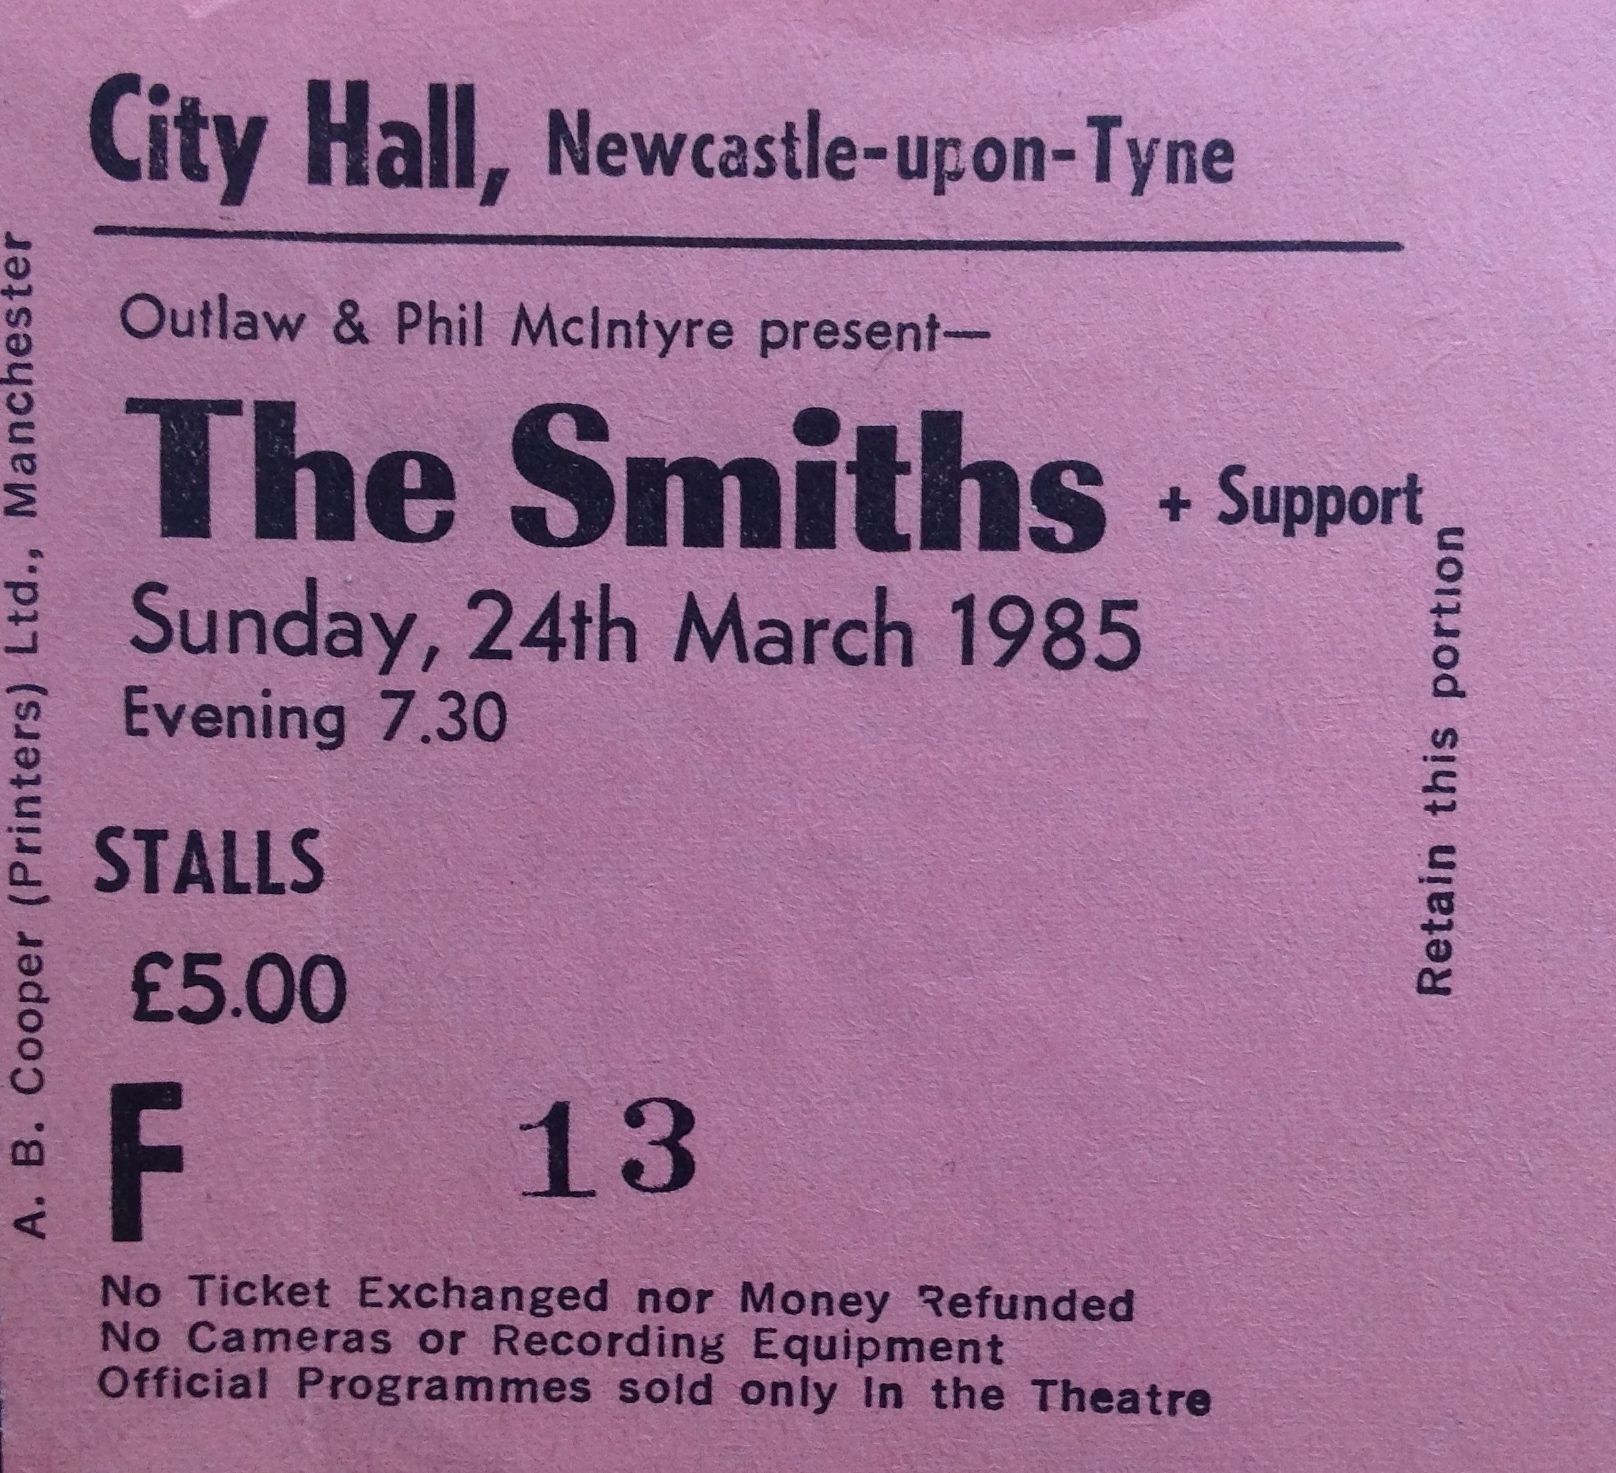 City Hall, Newcastle-upon-Tyne
Outlaw & Phil McIntyre present—
The Smiths + Support
Sunday, 24th March 1985
Evening 7.30
STALLS
£5.00
F 13
No Ticket Exchanged nor Money Refunded
No Cameras or Recording Equipment
Official Programmes sold only in the Theatre
A. B. Cooper (Printers) Ltd., Manchester
Retain this portion